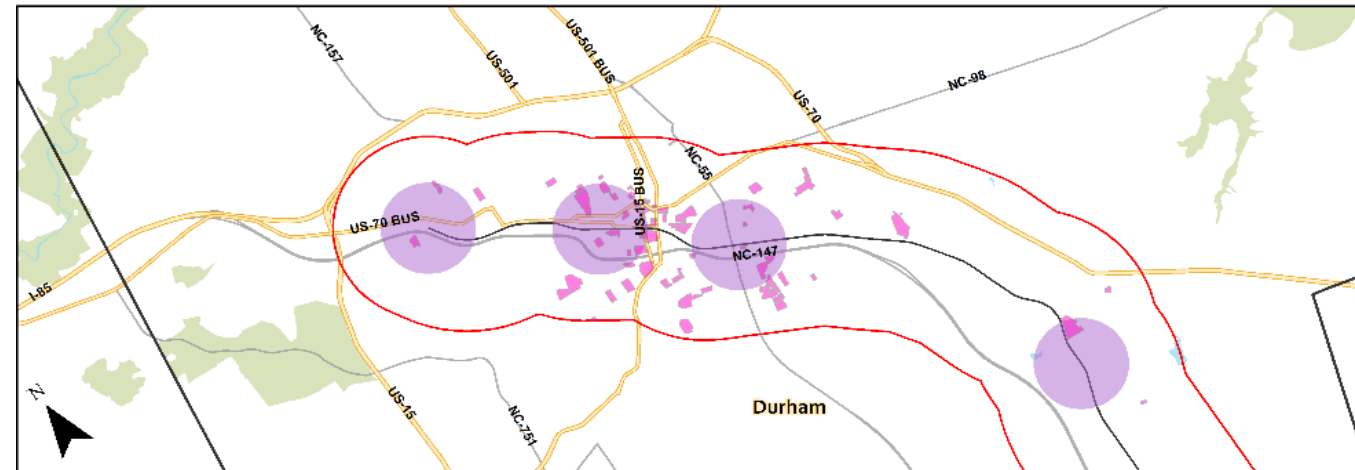 NC-157
US-501
US-501 BUS
NC-98
US-70
NC-55
US-15 BUS
US-70 BUS
NC-147
I-85
US-15
NC-751
Durham
N